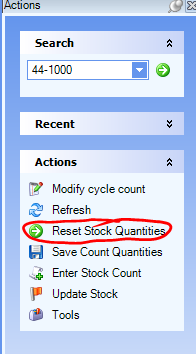 Actions
Search
44-1000
Recent
Actions
Modify cycle count
Refresh
Reset Stock Quantities
Save Count Quantities
Enter Stock Count
Update Stock
Tools